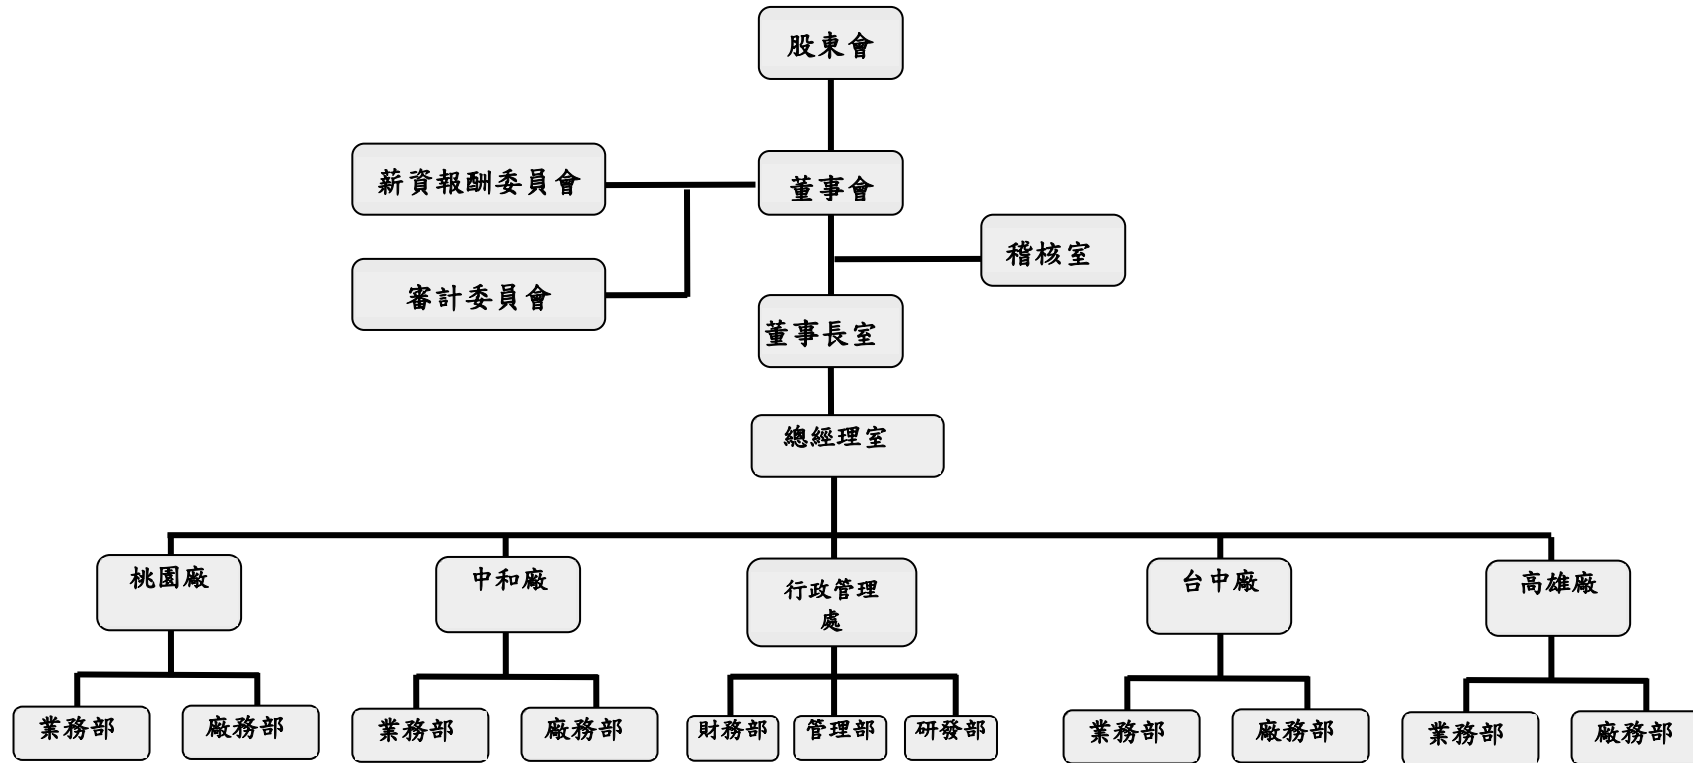 股東會
薪資報酬委員會
董事會
稽核室
審計委員會
董事長室
總經理室
桃園廠
中和廠
行政管理
處
台中廠
高雄廠
業務部
廠務部
業務部
廠務部
財務部
管理部
研發部
業務部
廠務部
業務部
廠務部